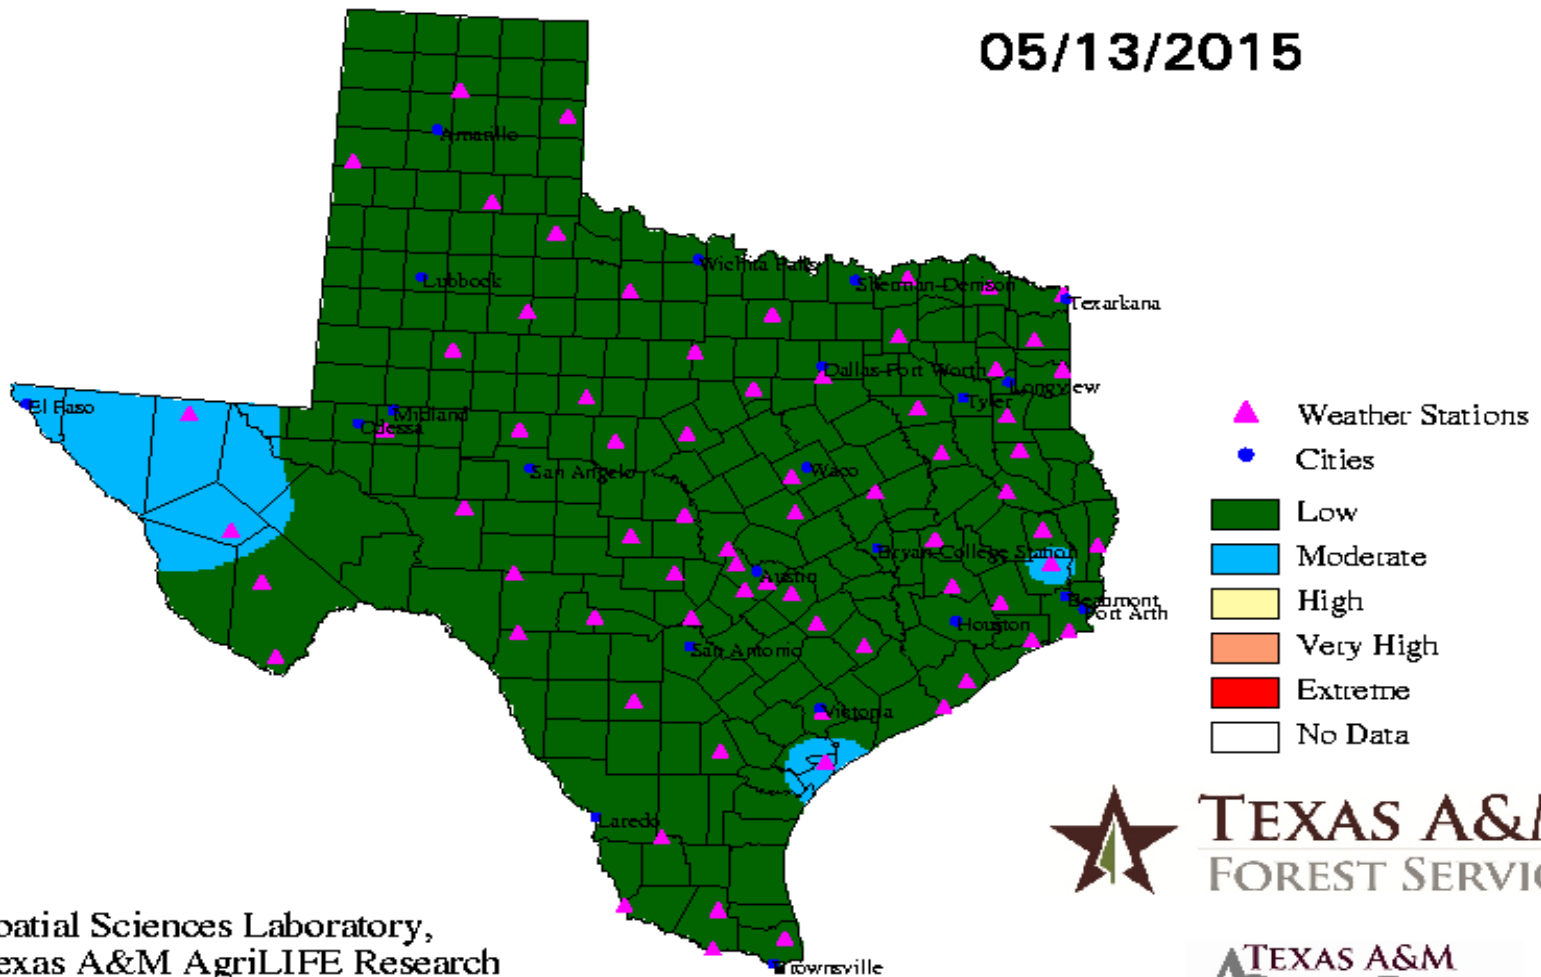 05/13/2015
Amarillo
Lubbock
Wichita Falls
Sherman-Denison
Texarkana
Dallas-Fort Worth
Longview
Tyler
El Paso
Midland
Odessa
San Angelo
Waco
Bryan-College Station
Austin
Beaumont
Port Arth
Houston
San Antonio
Victoria
Laredo
Brownsville
Weather Stations
Cities
Low
Moderate
High
Very High
Extreme
No Data
TEXAS A&M
FOREST SERVIC
patial Sciences Laboratory,
exas A&M AgriLIFE Research
TEXAS A&M